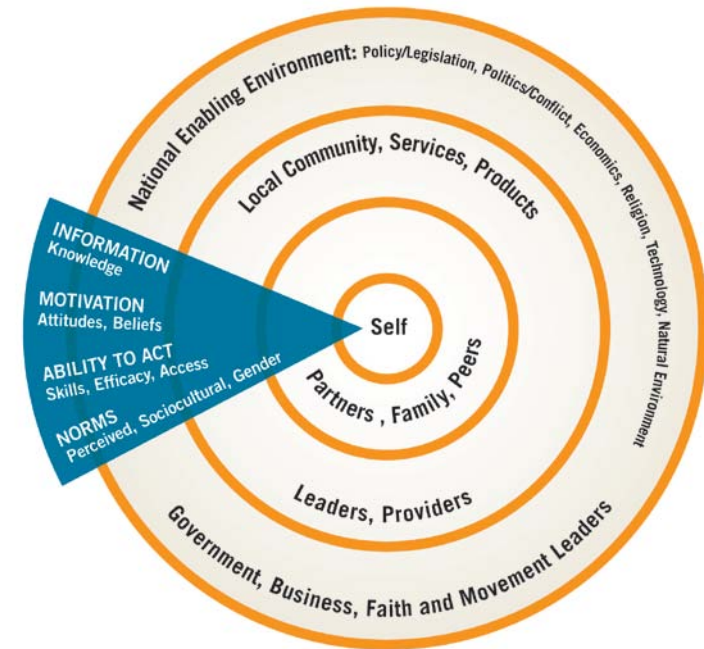 National Enabling Environment: Policy/Legislation, Politics/Conflict, Economics, Religion, Technology, Natural Environment
Local Community, Services, Products
INFORMATION
Knowledge
MOTIVATION
Attitudes, Beliefs
ABILITY TO ACT
Skills, Efficacy, Access
NORMS
Perceived, Sociocultural, Gender
Self
Partners , Family, Peers
Leaders, Providers
Government, Business, Faith and Movement Leaders